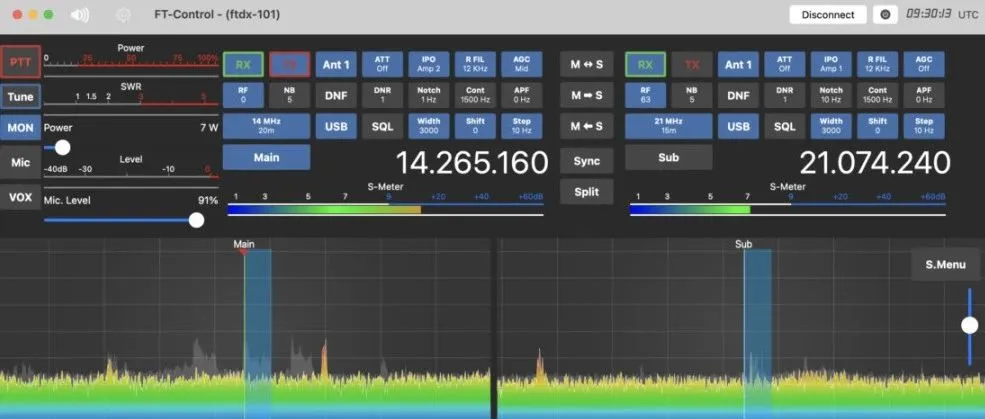 FT-Control - (ftdx-101)
Disconnect
09:30:13 UTC
PTT
Tune
MON
Mic
VOX
Power
0 25 50 75 100%
SWR
1 1.5 2 3 5
Power 7 W
Level
-40dB -30 -10 0
Mic. Level 91%
RX TX Ant 1 ATT Off IPO Amp 2 R FIL 12 KHz AGC Mid
RF 0 NB 5 DNF DNR 1 Notch 1 Hz Cont 1500 Hz APF 0 Hz
14 MHz 20m USB SQL Width 3000 Shift 0 Step 10 Hz
Main 14.265.160
S-Meter
1 3 5 7 9 +20 +40 +60dB
M ↔ S
M ➡ S
M ⬅ S
Sync
Split
RX TX Ant 1 ATT Off IPO Amp 1 R FIL 12 KHz AGC Off
RF 63 NB 5 DNF DNR 1 Notch 10 Hz Cont 1500 Hz APF 0 Hz
21 MHz 15m USB SQL Width 3000 Shift 0 Step 10 Hz
Sub 21.074.240
S-Meter
1 3 5 7 9 +20 +40 +60dB
Main
Sub
S.Menu